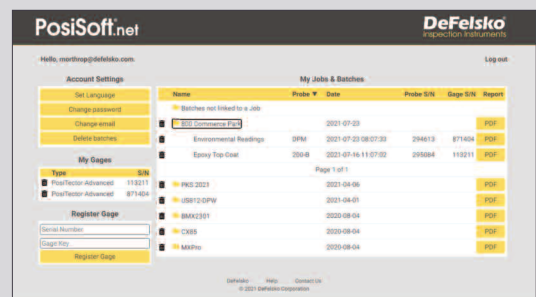 PosiSoft.net
DeFelsko
Inspection Instruments
Hello, morthrop@defelsko.com.
Log out
Account Settings
Set Language
Change password
Change email
Delete batches
My Gages
Type S/N
PosiTector Advanced 113211
PosiTector Advanced 871404
Register Gage
Serial Number
Gage Key
Register Gage
My Jobs & Batches
Name Probe ▼ Date Probe S/N Gage S/N Report
Batches not linked to a Job
800 Commerce Park 2021-07-23 PDF
Environmental Readings DPM 2021-07-23 08:07:33 294613 871404 PDF
Epoxy Top Coat 200-B 2021-07-16 11:07:02 295084 113211 PDF
Page 1 of 1
PKS 2021 2021-04-06 PDF
US812/DPW 2021-04-01 PDF
BMX2301 2020-08-04 PDF
CX85 2020-08-04 PDF
MXPro 2020-08-04 PDF
DeFelsko Help Contact Us
© 2021 DeFelsko Corporation